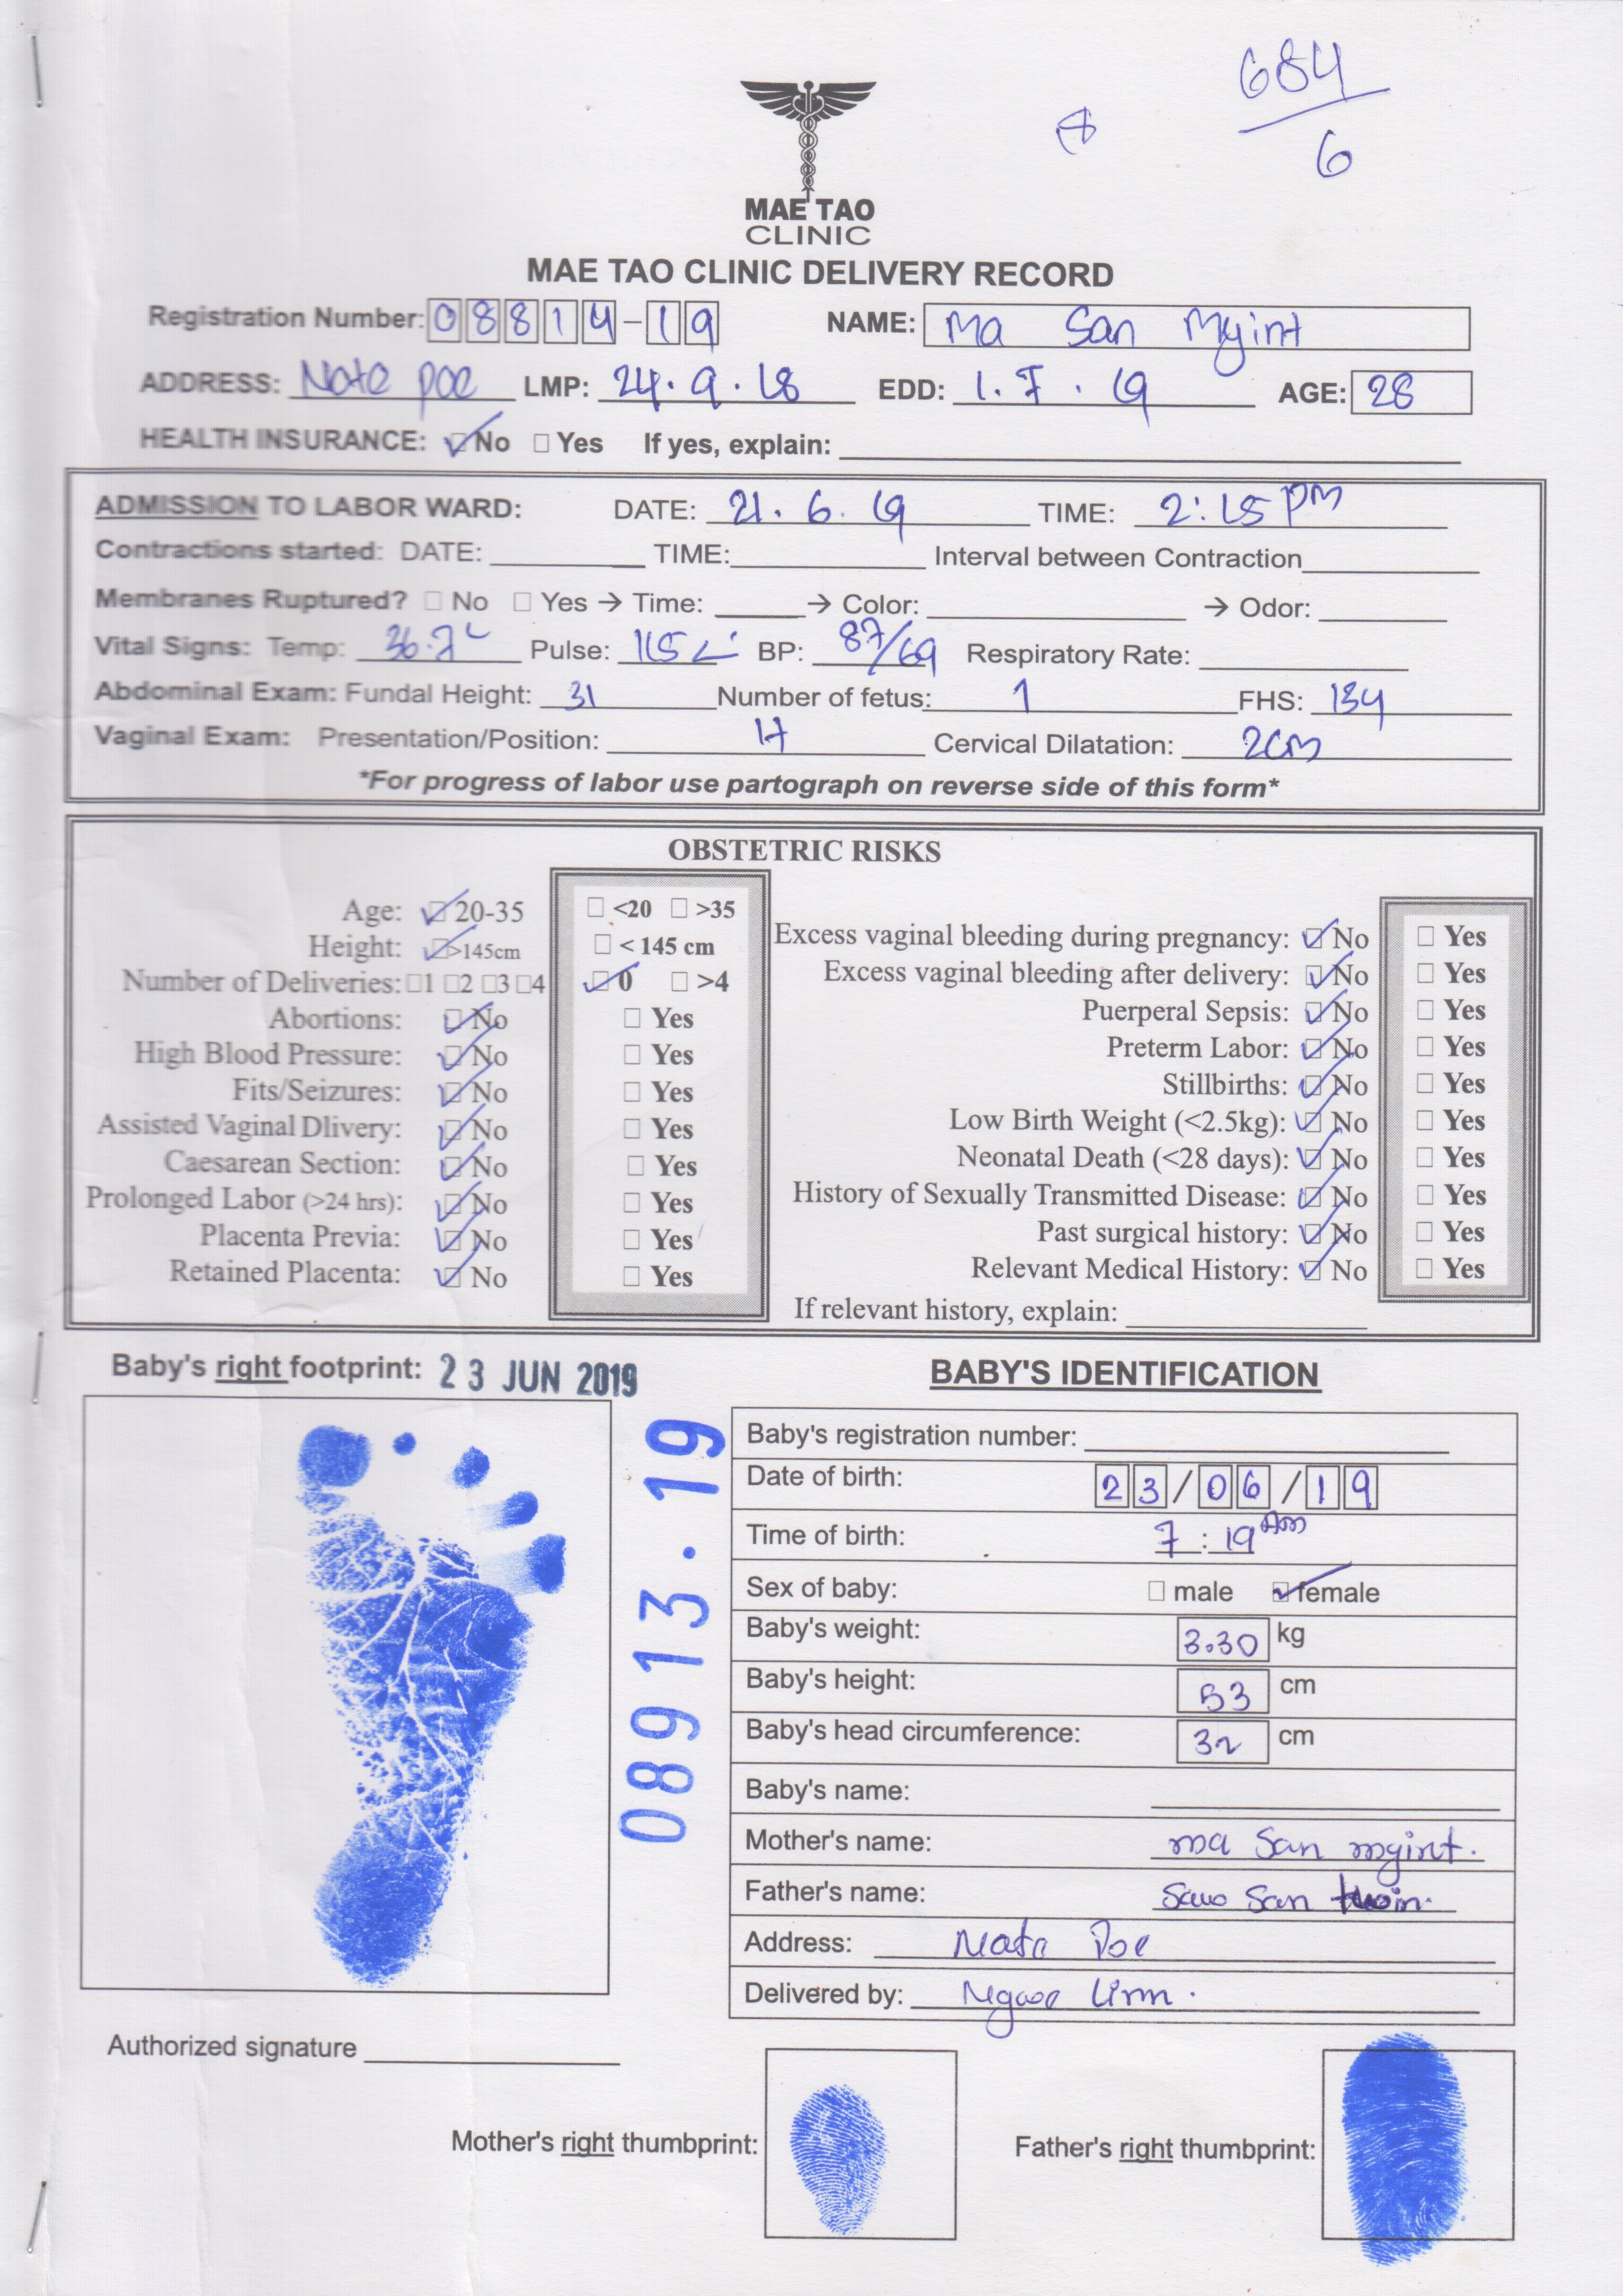 684
6
MAE TAO
CLINIC
MAE TAO CLINIC DELIVERY RECORD
Registration Number: 08814-19 NAME: Ma San Myint
ADDRESS: Nate poe LMP: 24.9.18 EDD: 1.7.19 AGE: 28
HEALTH INSURANCE: ☑ No ☐ Yes If yes, explain:
ADMISSION TO LABOR WARD: DATE: 21.6.19 TIME: 2:15 PM
Contractions started: DATE: TIME: Interval between Contraction
Membranes Ruptured? ☐ No ☐ Yes → Time: → Color: → Odor:
Vital Signs: Temp: 36.7 Pulse: 115 BP: 87/69 Respiratory Rate:
Abdominal Exam: Fundal Height: 31 Number of fetus: 1 FHS: 134
Vaginal Exam: Presentation/Position: H Cervical Dilatation: 2cm
*For progress of labor use partograph on reverse side of this form*
OBSTETRIC RISKS
Age: ☑ 20-35 ☐ <20 ☐ >35
Height: ☑ >145cm ☐ < 145 cm
Number of Deliveries: ☐1 ☐2 ☐3 ☐4 ☑ 0 ☐ >4
Abortions: ☑ No ☐ Yes
High Blood Pressure: ☑ No ☐ Yes
Fits/Seizures: ☑ No ☐ Yes
Assisted Vaginal Dlivery: ☑ No ☐ Yes
Caesarean Section: ☑ No ☐ Yes
Prolonged Labor (>24 hrs): ☑ No ☐ Yes
Placenta Previa: ☑ No ☐ Yes
Retained Placenta: ☑ No ☐ Yes
Excess vaginal bleeding during pregnancy: ☑ No ☐ Yes
Excess vaginal bleeding after delivery: ☑ No ☐ Yes
Puerperal Sepsis: ☑ No ☐ Yes
Preterm Labor: ☑ No ☐ Yes
Stillbirths: ☑ No ☐ Yes
Low Birth Weight (<2.5kg): ☑ No ☐ Yes
Neonatal Death (<28 days): ☑ No ☐ Yes
History of Sexually Transmitted Disease: ☑ No ☐ Yes
Past surgical history: ☑ No ☐ Yes
Relevant Medical History: ☑ No ☐ Yes
If relevant history, explain:
Baby's right footprint: 23 JUN 2019
08913.19
BABY'S IDENTIFICATION
Baby's registration number:
Date of birth: 23/06/19
Time of birth: 7:19 Am
Sex of baby: ☐ male ☑ female
Baby's weight: 3.30 kg
Baby's height: 53 cm
Baby's head circumference: 32 cm
Baby's name:
Mother's name: ma San myint.
Father's name: Saw San
Address: Poe
Delivered by:
Authorized signature
Mother's right thumbprint:
Father's right thumbprint: